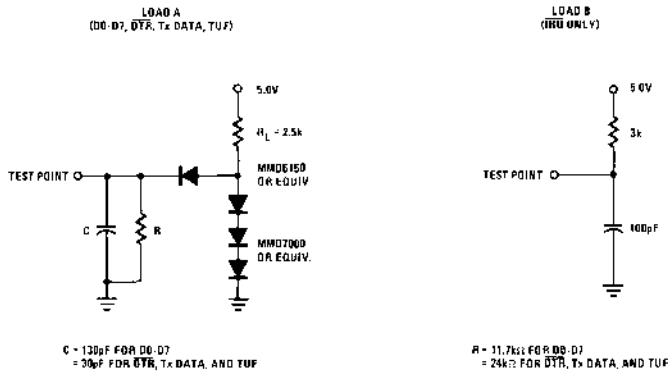 LOAD A
(D0-D7, DTR, Tx DATA, TUF)
5.0V
R_L = 2.5k
MMD6150
OR EQUIV.
TEST POINT
C
R
MMD7000
OR EQUIV.
C = 130pF FOR D0-D7
= 30pF FOR DTR, Tx DATA, AND TUF
LOAD B
(IRQ ONLY)
5.0V
3k
TEST POINT
100pF
R = 11.7kΩ FOR D0-D7
= 24kΩ FOR DTR, Tx DATA, AND TUF